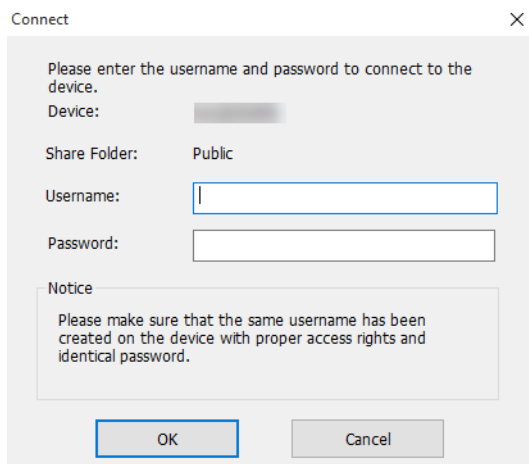 Connect
Please enter the username and password to connect to the
device.
Device:
Share Folder: Public
Username:
Password:
Notice
Please make sure that the same username has been
created on the device with proper access rights and
identical password.
OK Cancel